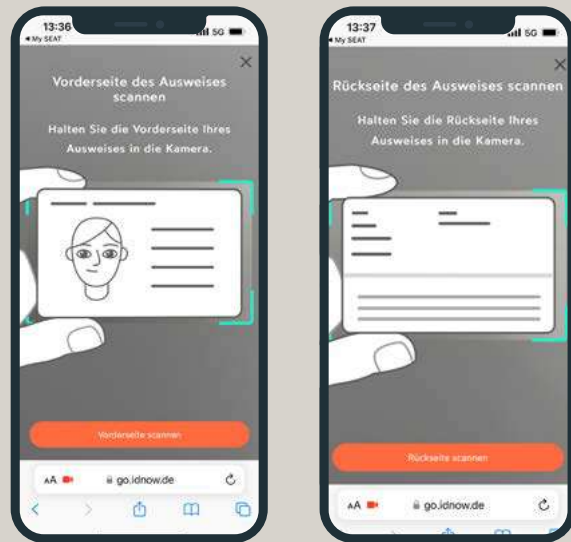 13:36
5G
◀ My SEAT
Vorderseite des Ausweises
scannen
Halten Sie die Vorderseite Ihres
Ausweises in die Kamera.
Vorderseite scannen
AA
go.idnow.de
13:37
5G
◀ My SEAT
Rückseite des Ausweises scannen
Halten Sie die Rückseite Ihres
Ausweises in die Kamera.
Rückseite scannen
AA
go.idnow.de